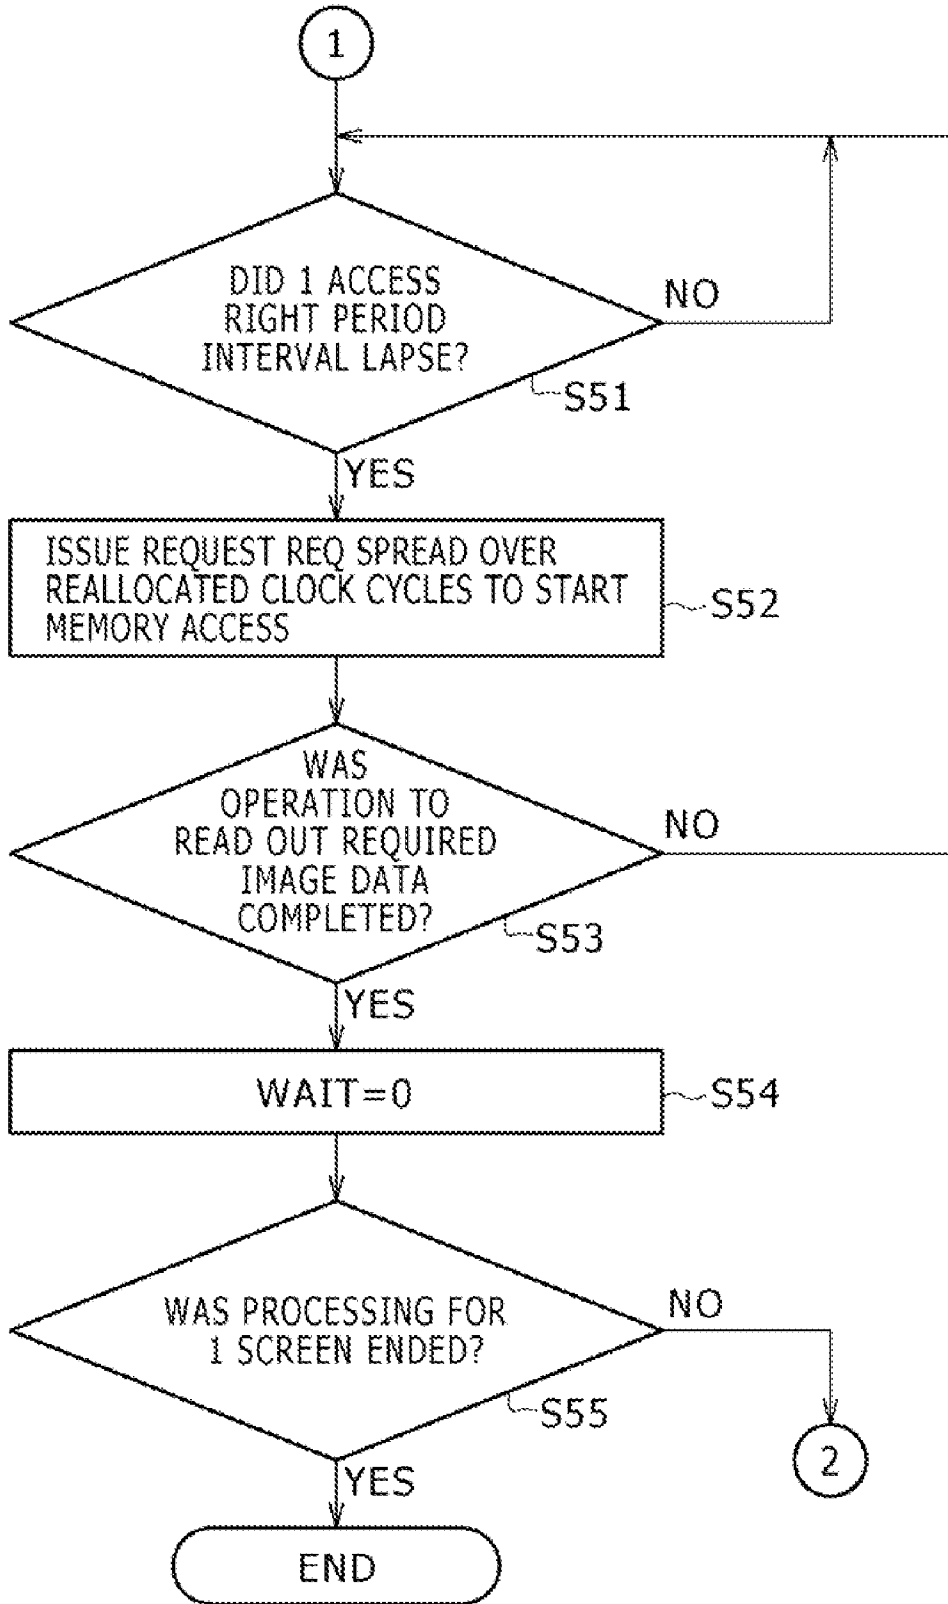 1
DID 1 ACCESS
RIGHT PERIOD
INTERVAL LAPSE?
NO
S51
YES
ISSUE REQUEST REQ SPREAD OVER
REALLOCATED CLOCK CYCLES TO START
MEMORY ACCESS
S52
WAS
OPERATION TO
READ OUT REQUIRED
IMAGE DATA
COMPLETED?
NO
S53
YES
WAIT=0
S54
WAS PROCESSING FOR
1 SCREEN ENDED?
NO
S55
2
YES
END